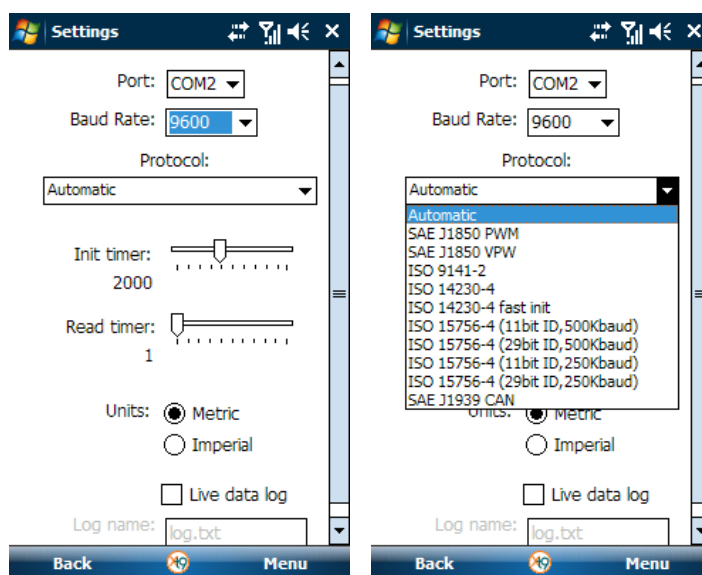 Settings
Port: COM2
Baud Rate: 9600
Protocol:
Automatic
Init timer:
2000
Read timer:
1
Units: Metric
Imperial
Live data log
Log name: log.txt
Back Menu
Settings
Port: COM2
Baud Rate: 9600
Protocol:
Automatic
Automatic
SAE J1850 PWM
SAE J1850 VPW
ISO 9141-2
ISO 14230-4
ISO 14230-4 fast init
ISO 15756-4 (11bit ID,500Kbaud)
ISO 15756-4 (29bit ID,500Kbaud)
ISO 15756-4 (11bit ID,250Kbaud)
ISO 15756-4 (29bit ID,250Kbaud)
SAE J1939 CAN
Units: Metric
Imperial
Live data log
Log name: log.txt
Back Menu